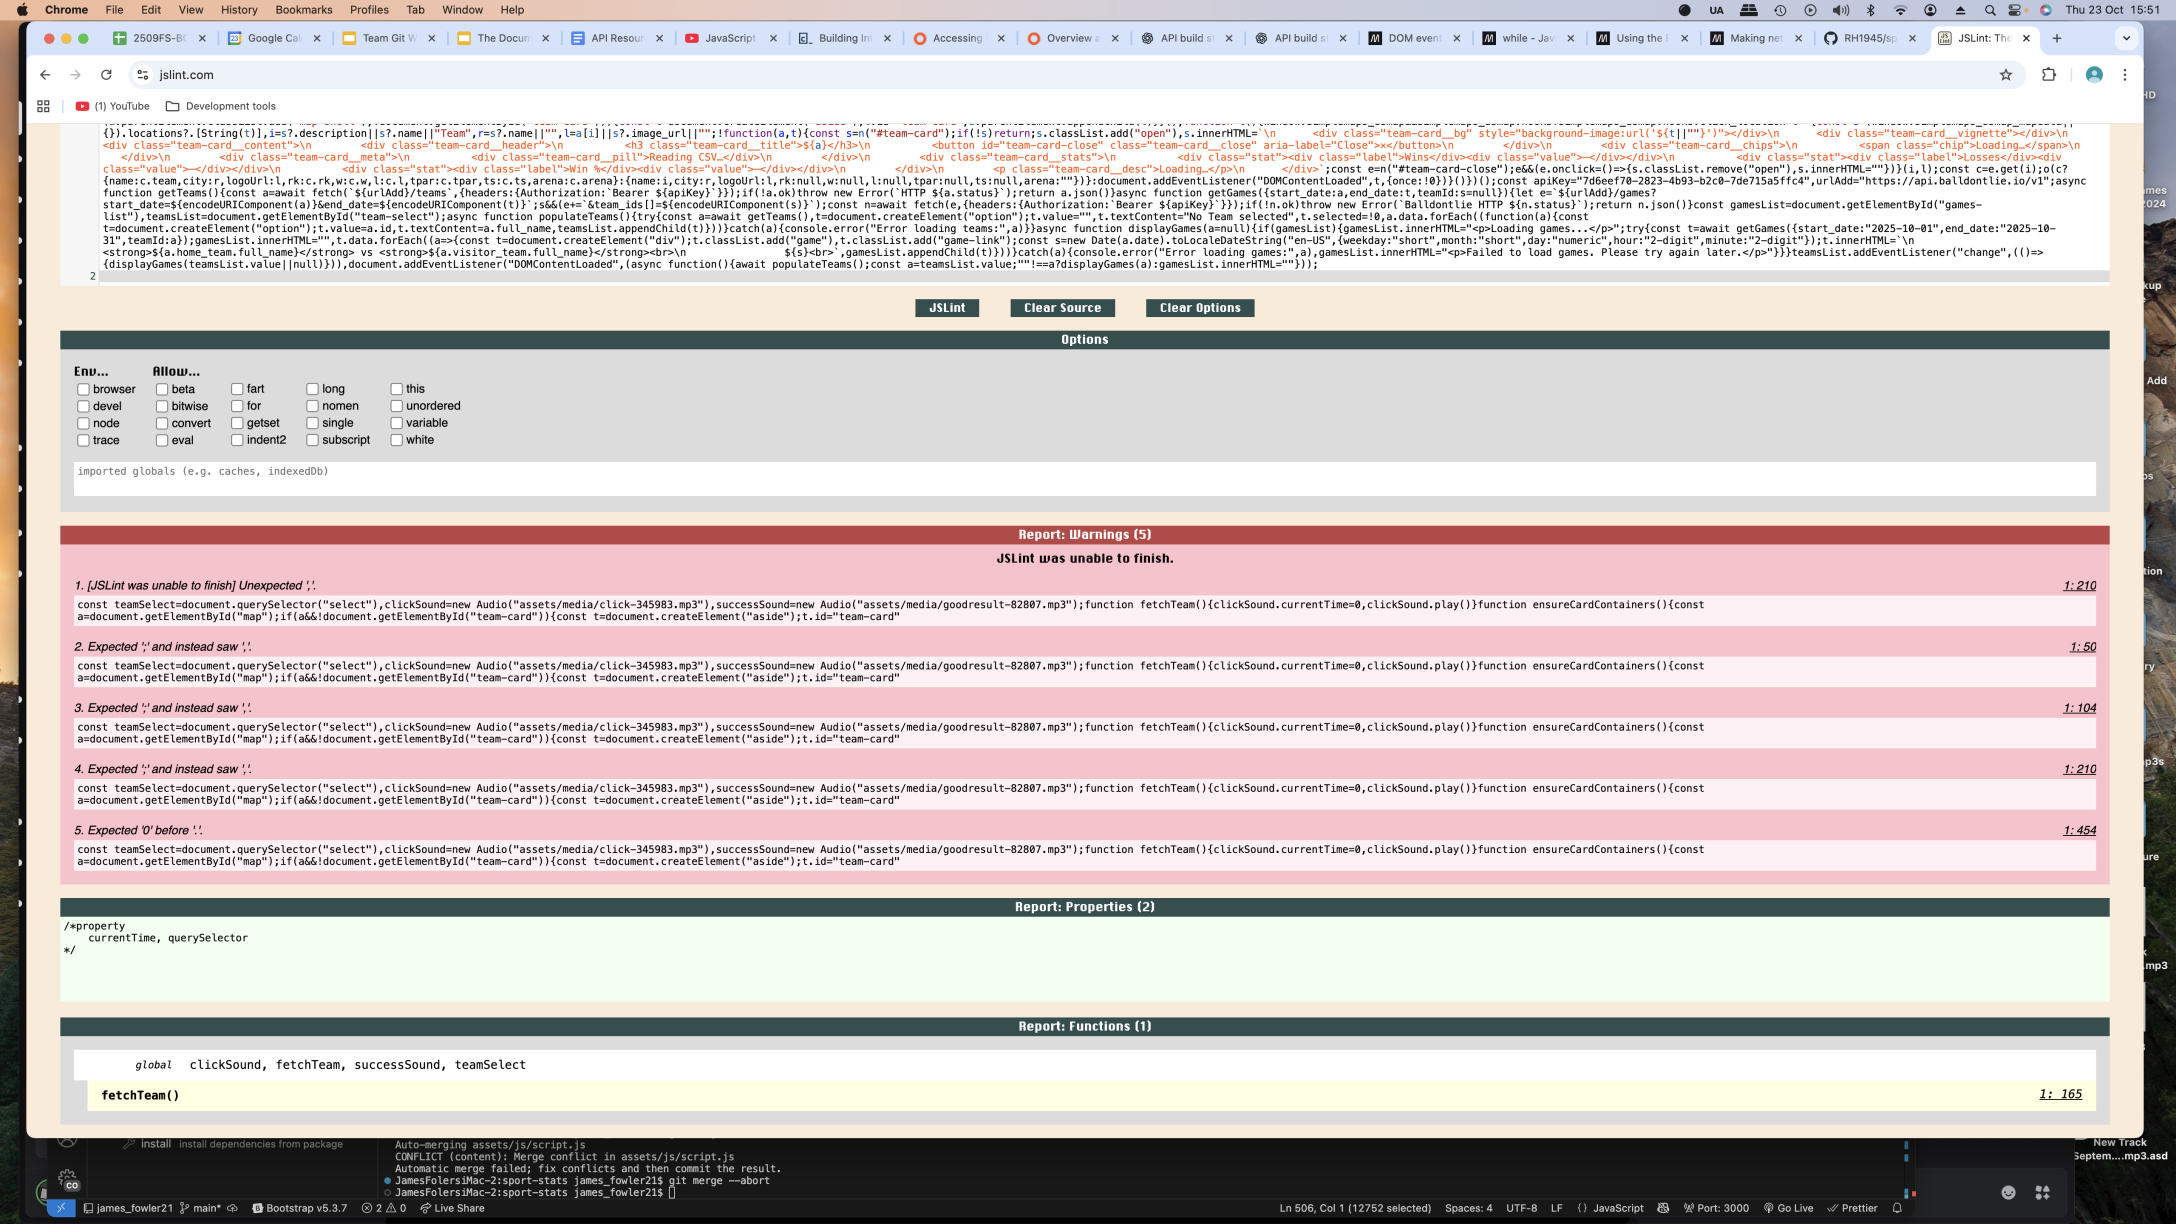 Chrome File Edit View History Bookmarks Profiles Tab Window Help UA Thu 23 Oct 15:51
2509FS-BC Google Cal Team Git W The Docum API Resour JavaScript Building Int Accessing Overview a API build st API build st DOM event while - Jav Using the F Making net RH1945/sp JSLint: The
jslint.com
(1) YouTube Development tools
{}).locations?.[String(t)],i=s?.description||s?.name||"Team",r=s?.name||"",l=a[i]||s?.image_url||"";!function(a,t){const s=n("#team-card");if(!s)return;s.classList.add("open"),s.innerHTML=`\n <div class="team-card__bg" style="background-image:url('${t||""}')"></div>\n <div class="team-card__vignette"></div>\n
<div class="team-card__content">\n <div class="team-card__header">\n <h3 class="team-card__title">${a}</h3>\n <button id="team-card-close" class="team-card__close" aria-label="Close">×</button>\n </div>\n <div class="team-card__chips">\n <span class="chip">Loading…</span>\n
</div>\n <div class="team-card__meta">\n <div class="team-card__pill">Reading CSV…</div>\n <div class="team-card__stats">\n <div class="stat"><div class="label">Wins</div><div class="value">—</div></div>\n <div class="stat"><div class="label">Losses</div><div
class="value">—</div></div>\n <div class="stat"><div class="label">Win %</div><div class="value">—</div></div>\n </div>\n </div>\n <p class="team-card__desc">Loading…</p>\n </div>`;const e=n("#team-card-close");e&&(e.onclick=()=>{s.classList.remove("open"),s.innerHTML=""})}(i,l);const c=e.get(i);o(c?
{name:c.team,city:r,logoUrl:l,rk:c.rk,w:c.w,l:c.l,tpar:c.tpar,ts:c.ts,arena:c.arena}:{name:i,city:r,logoUrl:l,rk:null,w:null,l:null,tpar:null,ts:null,arena:""})}:document.addEventListener("DOMContentLoaded",t,{once:!0})}()})();const apiKey="7d6eef70-2823-4b93-b2c0-7de715a5ffc4",urlAdd="https://api.balldontlie.io/v1";async
function getTeams(){const a=await fetch(`${urlAdd}/teams`,{headers:{Authorization:`Bearer ${apiKey}`}});if(!a.ok)throw new Error(`HTTP ${a.status}`);return a.json()}async function getGames({start_date:a,end_date:t,teamId:s=null}){let e=`${urlAdd}/games?
start_date=${encodeURIComponent(a)}&end_date=${encodeURIComponent(t)}`;s&&(e+=`&team_ids[]=${encodeURIComponent(s)}`);const n=await fetch(e,{headers:{Authorization:`Bearer ${apiKey}`}});if(!n.ok)throw new Error(`Balldontlie HTTP ${n.status}`);return n.json()}const gamesList=document.getElementById("games-
list"),teamsList=document.getElementById("team-select");async function populateTeams(){try{const a=await getTeams(),t=document.createElement("option");t.value="",t.textContent="No Team selected",t.selected=!0,a.data.forEach((function(a){const
t=document.createElement("option");t.value=a.id,t.textContent=a.full_name,teamsList.appendChild(t)}))}catch(a){console.error("Error loading teams:",a)}}async function displayGames(a=null){if(gamesList){gamesList.innerHTML="<p>Loading games...</p>";try{const t=await getGames({start_date:"2025-10-01",end_date:"2025-10-
31",teamId:a});gamesList.innerHTML="",t.data.forEach((a=>{const t=document.createElement("div");t.classList.add("game"),t.classList.add("game-link");const s=new Date(a.date).toLocaleDateString("en-US",{weekday:"short",month:"short",day:"numeric",hour:"2-digit",minute:"2-digit"});t.innerHTML=`\n
<strong>${a.home_team.full_name}</strong> vs <strong>${a.visitor_team.full_name}</strong><br>\n ${s}<br>`,gamesList.appendChild(t)}))}catch(a){console.error("Error loading games:",a),gamesList.innerHTML="<p>Failed to load games. Please try again later.</p>"}}}teamsList.addEventListener("change",(()=>
{displayGames(teamsList.value||null)})),document.addEventListener("DOMContentLoaded",(async function(){await populateTeams();const a=teamsList.value;""!==a?displayGames(a):gamesList.innerHTML=""}));
2
JSLint Clear Source Clear Options
Options
Env... Allow...
browser beta fart long this
devel bitwise for nomen unordered
node convert getset single variable
trace eval indent2 subscript white
imported globals (e.g. caches, indexedDb)
Report: Warnings (5)
JSLint was unable to finish.
1. [JSLint was unable to finish] Unexpected ','. 1: 210
const teamSelect=document.querySelector("select"),clickSound=new Audio("assets/media/click-345983.mp3"),successSound=new Audio("assets/media/goodresult-82807.mp3");function fetchTeam(){clickSound.currentTime=0,clickSound.play()}function ensureCardContainers(){const
a=document.getElementById("map");if(a&&!document.getElementById("team-card")){const t=document.createElement("aside");t.id="team-card"
2. Expected ';' and instead saw ','. 1: 50
const teamSelect=document.querySelector("select"),clickSound=new Audio("assets/media/click-345983.mp3"),successSound=new Audio("assets/media/goodresult-82807.mp3");function fetchTeam(){clickSound.currentTime=0,clickSound.play()}function ensureCardContainers(){const
a=document.getElementById("map");if(a&&!document.getElementById("team-card")){const t=document.createElement("aside");t.id="team-card"
3. Expected ';' and instead saw ','. 1: 104
const teamSelect=document.querySelector("select"),clickSound=new Audio("assets/media/click-345983.mp3"),successSound=new Audio("assets/media/goodresult-82807.mp3");function fetchTeam(){clickSound.currentTime=0,clickSound.play()}function ensureCardContainers(){const
a=document.getElementById("map");if(a&&!document.getElementById("team-card")){const t=document.createElement("aside");t.id="team-card"
4. Expected ';' and instead saw ','. 1: 210
const teamSelect=document.querySelector("select"),clickSound=new Audio("assets/media/click-345983.mp3"),successSound=new Audio("assets/media/goodresult-82807.mp3");function fetchTeam(){clickSound.currentTime=0,clickSound.play()}function ensureCardContainers(){const
a=document.getElementById("map");if(a&&!document.getElementById("team-card")){const t=document.createElement("aside");t.id="team-card"
5. Expected '0' before '.'. 1: 454
const teamSelect=document.querySelector("select"),clickSound=new Audio("assets/media/click-345983.mp3"),successSound=new Audio("assets/media/goodresult-82807.mp3");function fetchTeam(){clickSound.currentTime=0,clickSound.play()}function ensureCardContainers(){const
a=document.getElementById("map");if(a&&!document.getElementById("team-card")){const t=document.createElement("aside");t.id="team-card"
Report: Properties (2)
/*property
currentTime, querySelector
*/
Report: Functions (1)
global clickSound, fetchTeam, successSound, teamSelect
fetchTeam() 1: 165
install install dependencies from package
Auto-merging assets/js/script.js
CONFLICT (content): Merge conflict in assets/js/script.js
Automatic merge failed; fix conflicts and then commit the result.
JamesFolersiMac-2:sport-stats james_fowler21$ git merge --abort
JamesFolersiMac-2:sport-stats james_fowler21$
New Track
Septem....mp3.asd
james_fowler21 main* Bootstrap v5.3.7 2 0 Live Share Ln 506, Col 1 (12752 selected) Spaces: 4 UTF-8 LF {} JavaScript Port: 3000 Go Live Prettier